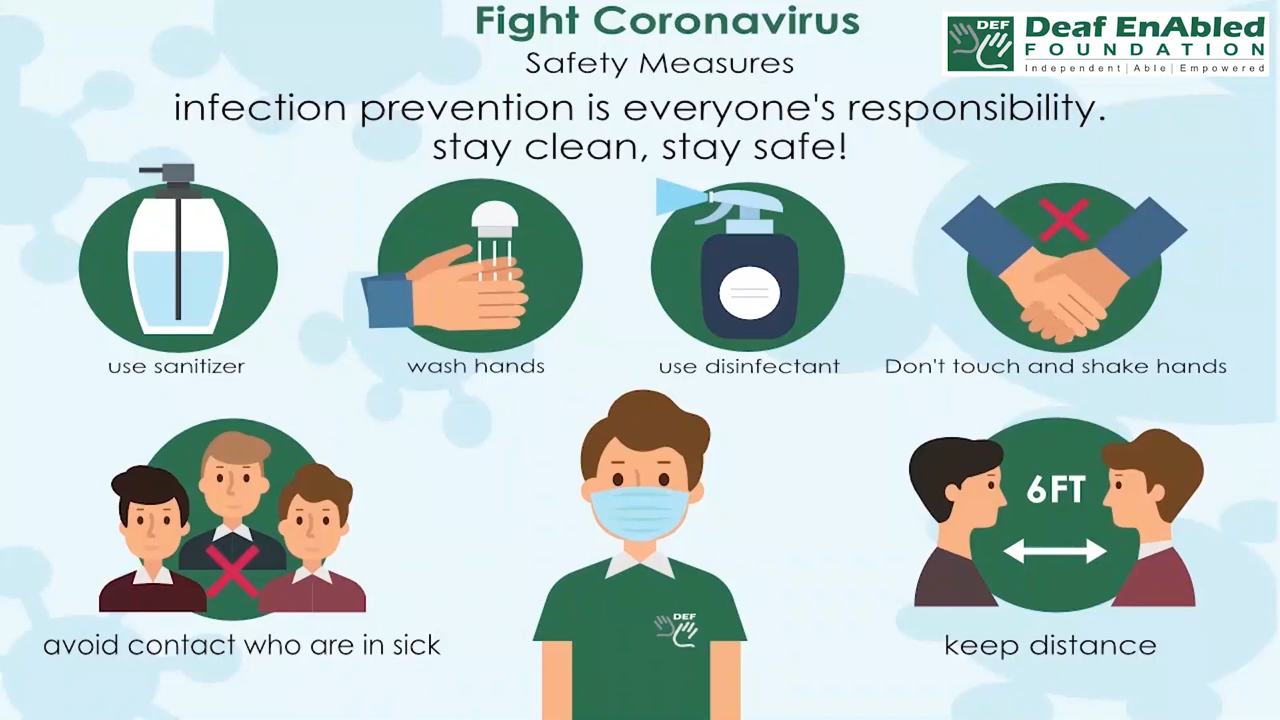 Fight Coronavirus
Safety Measures
DEF
Deaf EnAbled
FOUNDATION
Independent | Able | Empowered
infection prevention is everyone's responsibility.
stay clean, stay safe!
use sanitizer
wash hands
use disinfectant
Don't touch and shake hands
6FT
DEF
avoid contact who are in sick
keep distance